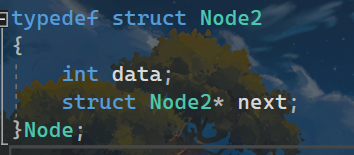 typedef struct Node2
{
    int data;
    struct Node2* next;
}Node;